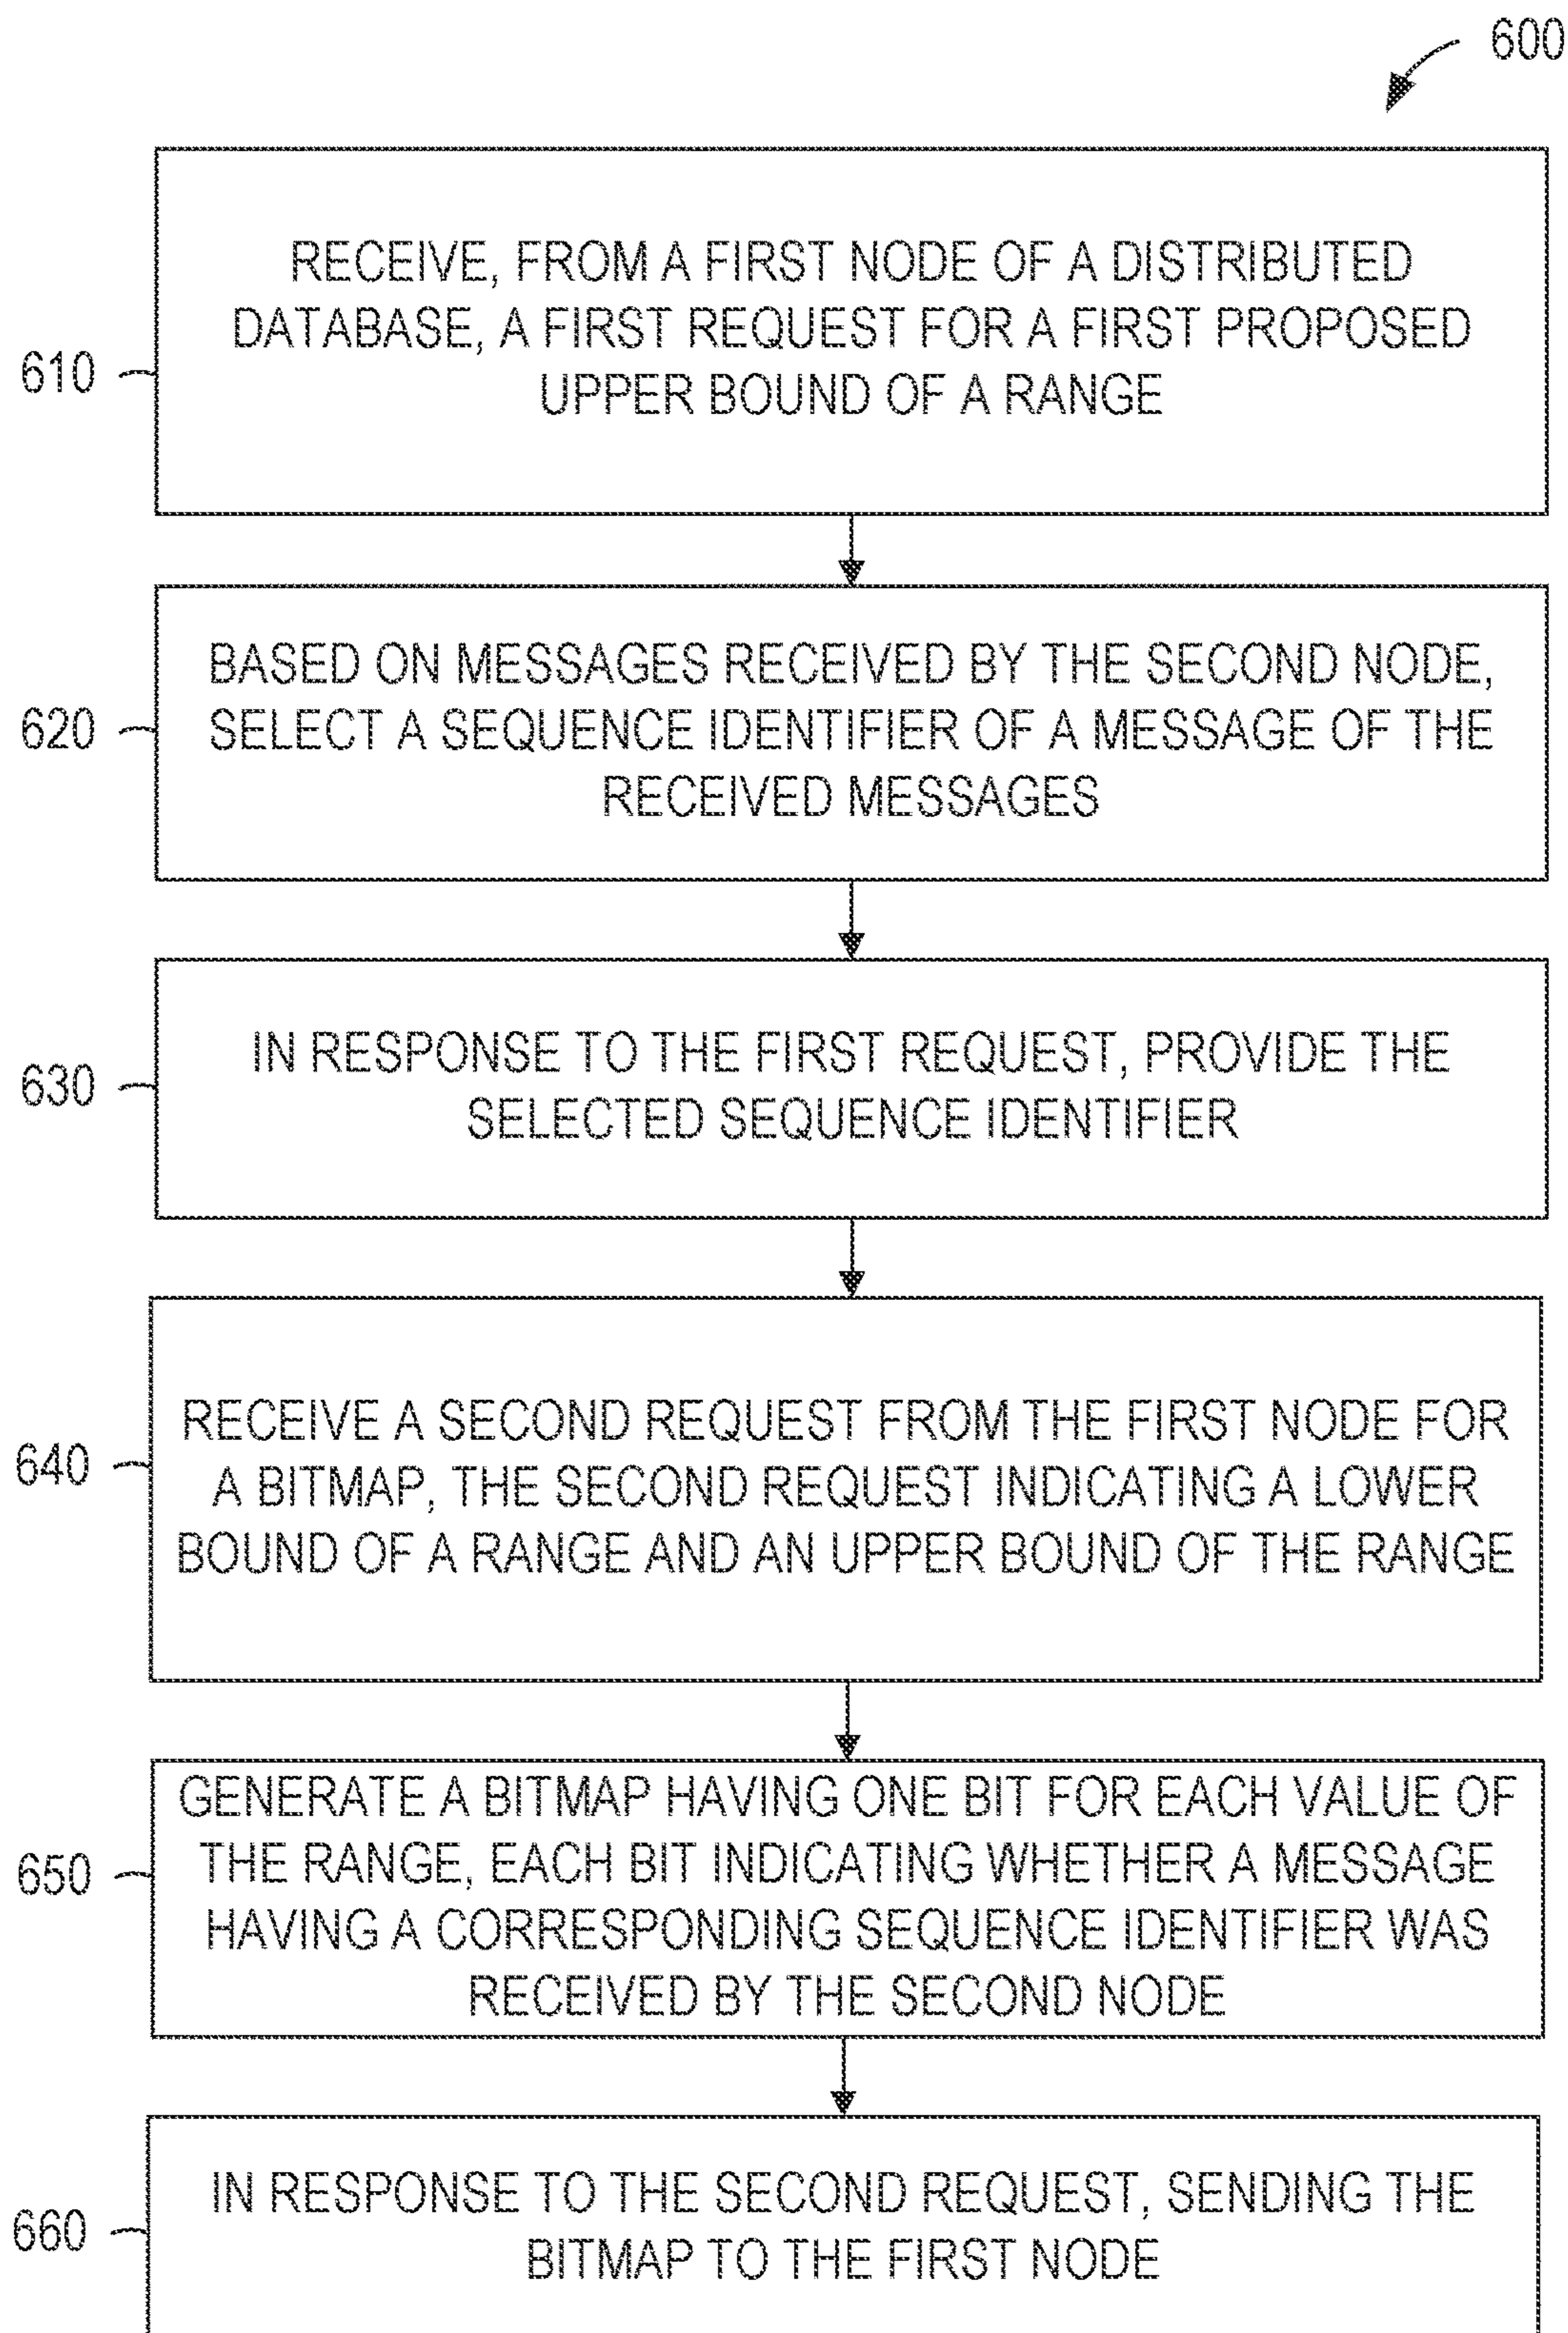 600
RECEIVE, FROM A FIRST NODE OF A DISTRIBUTED
DATABASE, A FIRST REQUEST FOR A FIRST PROPOSED
UPPER BOUND OF A RANGE
610
BASED ON MESSAGES RECEIVED BY THE SECOND NODE,
SELECT A SEQUENCE IDENTIFIER OF A MESSAGE OF THE
RECEIVED MESSAGES
620
IN RESPONSE TO THE FIRST REQUEST, PROVIDE THE
SELECTED SEQUENCE IDENTIFIER
630
RECEIVE A SECOND REQUEST FROM THE FIRST NODE FOR
A BITMAP, THE SECOND REQUEST INDICATING A LOWER
BOUND OF A RANGE AND AN UPPER BOUND OF THE RANGE
640
GENERATE A BITMAP HAVING ONE BIT FOR EACH VALUE OF
THE RANGE, EACH BIT INDICATING WHETHER A MESSAGE
HAVING A CORRESPONDING SEQUENCE IDENTIFIER WAS
RECEIVED BY THE SECOND NODE
650
IN RESPONSE TO THE SECOND REQUEST, SENDING THE
BITMAP TO THE FIRST NODE
660